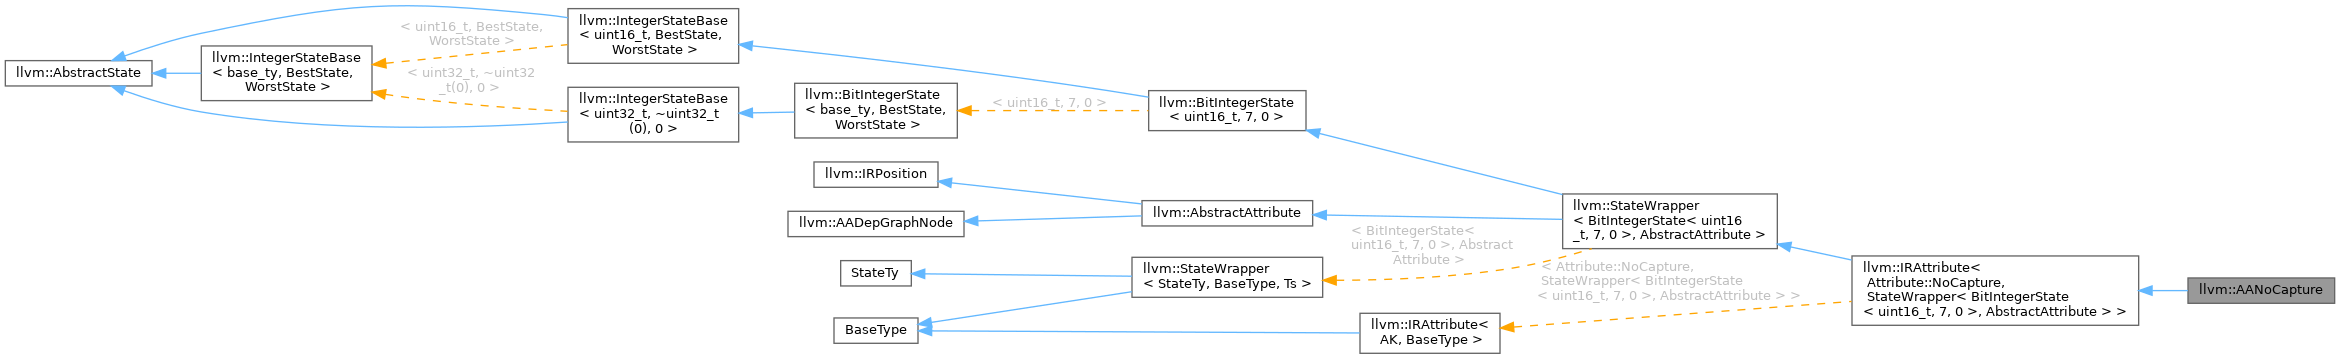 llvm::AbstractState
llvm::IntegerStateBase
< base_ty, BestState,
WorstState >
< uint16_t, BestState,
WorstState >
< uint32_t, ~uint32
_t(0), 0 >
llvm::IntegerStateBase
< uint16_t, BestState,
WorstState >
llvm::IntegerStateBase
< uint32_t, ~uint32_t
(0), 0 >
llvm::BitIntegerState
< base_ty, BestState,
WorstState >
< uint16_t, 7, 0 >
llvm::BitIntegerState
< uint16_t, 7, 0 >
llvm::IRPosition
llvm::AADepGraphNode
llvm::AbstractAttribute
StateTy
BaseType
llvm::StateWrapper
< StateTy, BaseType, Ts >
< BitIntegerState<
uint16_t, 7, 0 >, Abstract
Attribute >
llvm::StateWrapper
< BitIntegerState< uint16
_t, 7, 0 >, AbstractAttribute >
llvm::IRAttribute<
AK, BaseType >
< Attribute::NoCapture,
StateWrapper< BitIntegerState
< uint16_t, 7, 0 >, AbstractAttribute > >
llvm::IRAttribute<
Attribute::NoCapture,
StateWrapper< BitIntegerState
< uint16_t, 7, 0 >, AbstractAttribute > >
llvm::AANoCapture